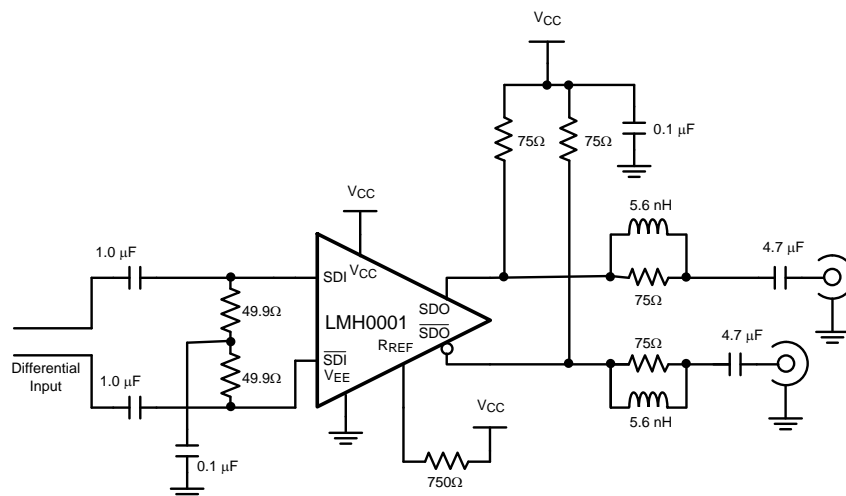 VCC
75Ω
75Ω
0.1 μF
VCC
5.6 nH
1.0 μF
4.7 μF
VCC
SDI
49.9Ω
SDO
75Ω
LMH0001
SDO
75Ω
4.7 μF
RREF
Differential
Input
SDI
49.9Ω
VEE
1.0 μF
5.6 nH
VCC
0.1 μF
750Ω